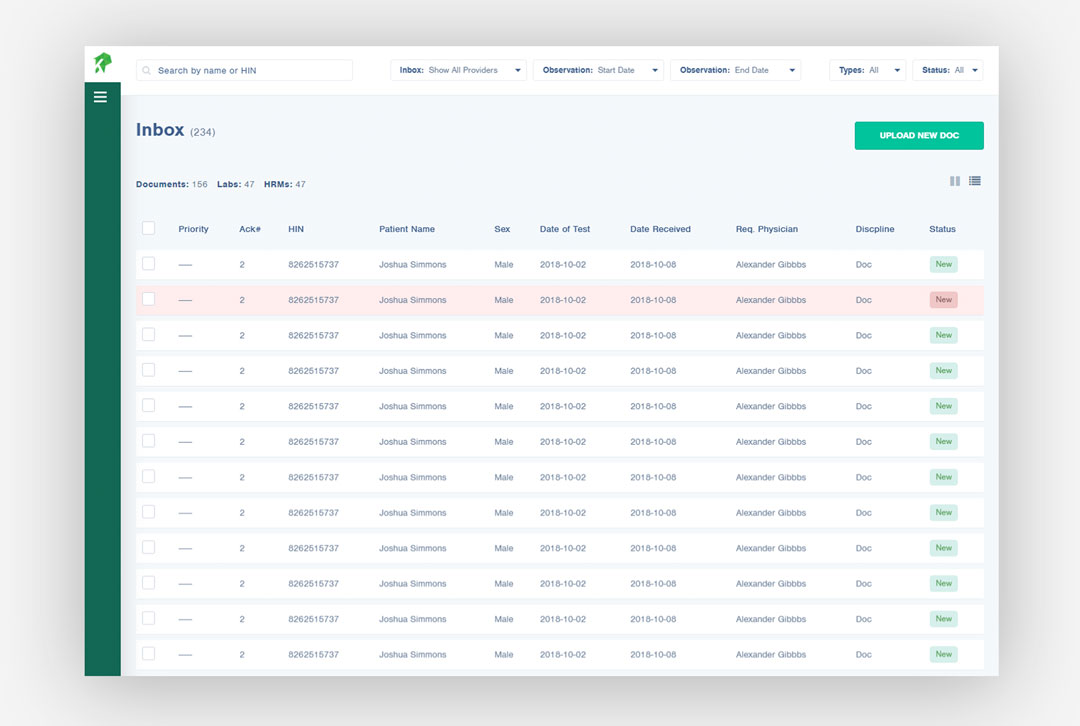 Search by name or HIN Inbox: Show All Providers Observation: Start Date Observation: End Date Types: All Status: All
Inbox (234)
UPLOAD NEW DOC
Documents: 156 Labs: 47 HRMs: 47
Priority Ack# HIN Patient Name Sex Date of Test Date Received Req. Physician Discpline Status
— 2 8262515737 Joshua Simmons Male 2018-10-02 2018-10-08 Alexander Gibbbs Doc New
— 2 8262515737 Joshua Simmons Male 2018-10-02 2018-10-08 Alexander Gibbbs Doc New
— 2 8262515737 Joshua Simmons Male 2018-10-02 2018-10-08 Alexander Gibbbs Doc New
— 2 8262515737 Joshua Simmons Male 2018-10-02 2018-10-08 Alexander Gibbbs Doc New
— 2 8262515737 Joshua Simmons Male 2018-10-02 2018-10-08 Alexander Gibbbs Doc New
— 2 8262515737 Joshua Simmons Male 2018-10-02 2018-10-08 Alexander Gibbbs Doc New
— 2 8262515737 Joshua Simmons Male 2018-10-02 2018-10-08 Alexander Gibbbs Doc New
— 2 8262515737 Joshua Simmons Male 2018-10-02 2018-10-08 Alexander Gibbbs Doc New
— 2 8262515737 Joshua Simmons Male 2018-10-02 2018-10-08 Alexander Gibbbs Doc New
— 2 8262515737 Joshua Simmons Male 2018-10-02 2018-10-08 Alexander Gibbbs Doc New
— 2 8262515737 Joshua Simmons Male 2018-10-02 2018-10-08 Alexander Gibbbs Doc New
— 2 8262515737 Joshua Simmons Male 2018-10-02 2018-10-08 Alexander Gibbbs Doc New